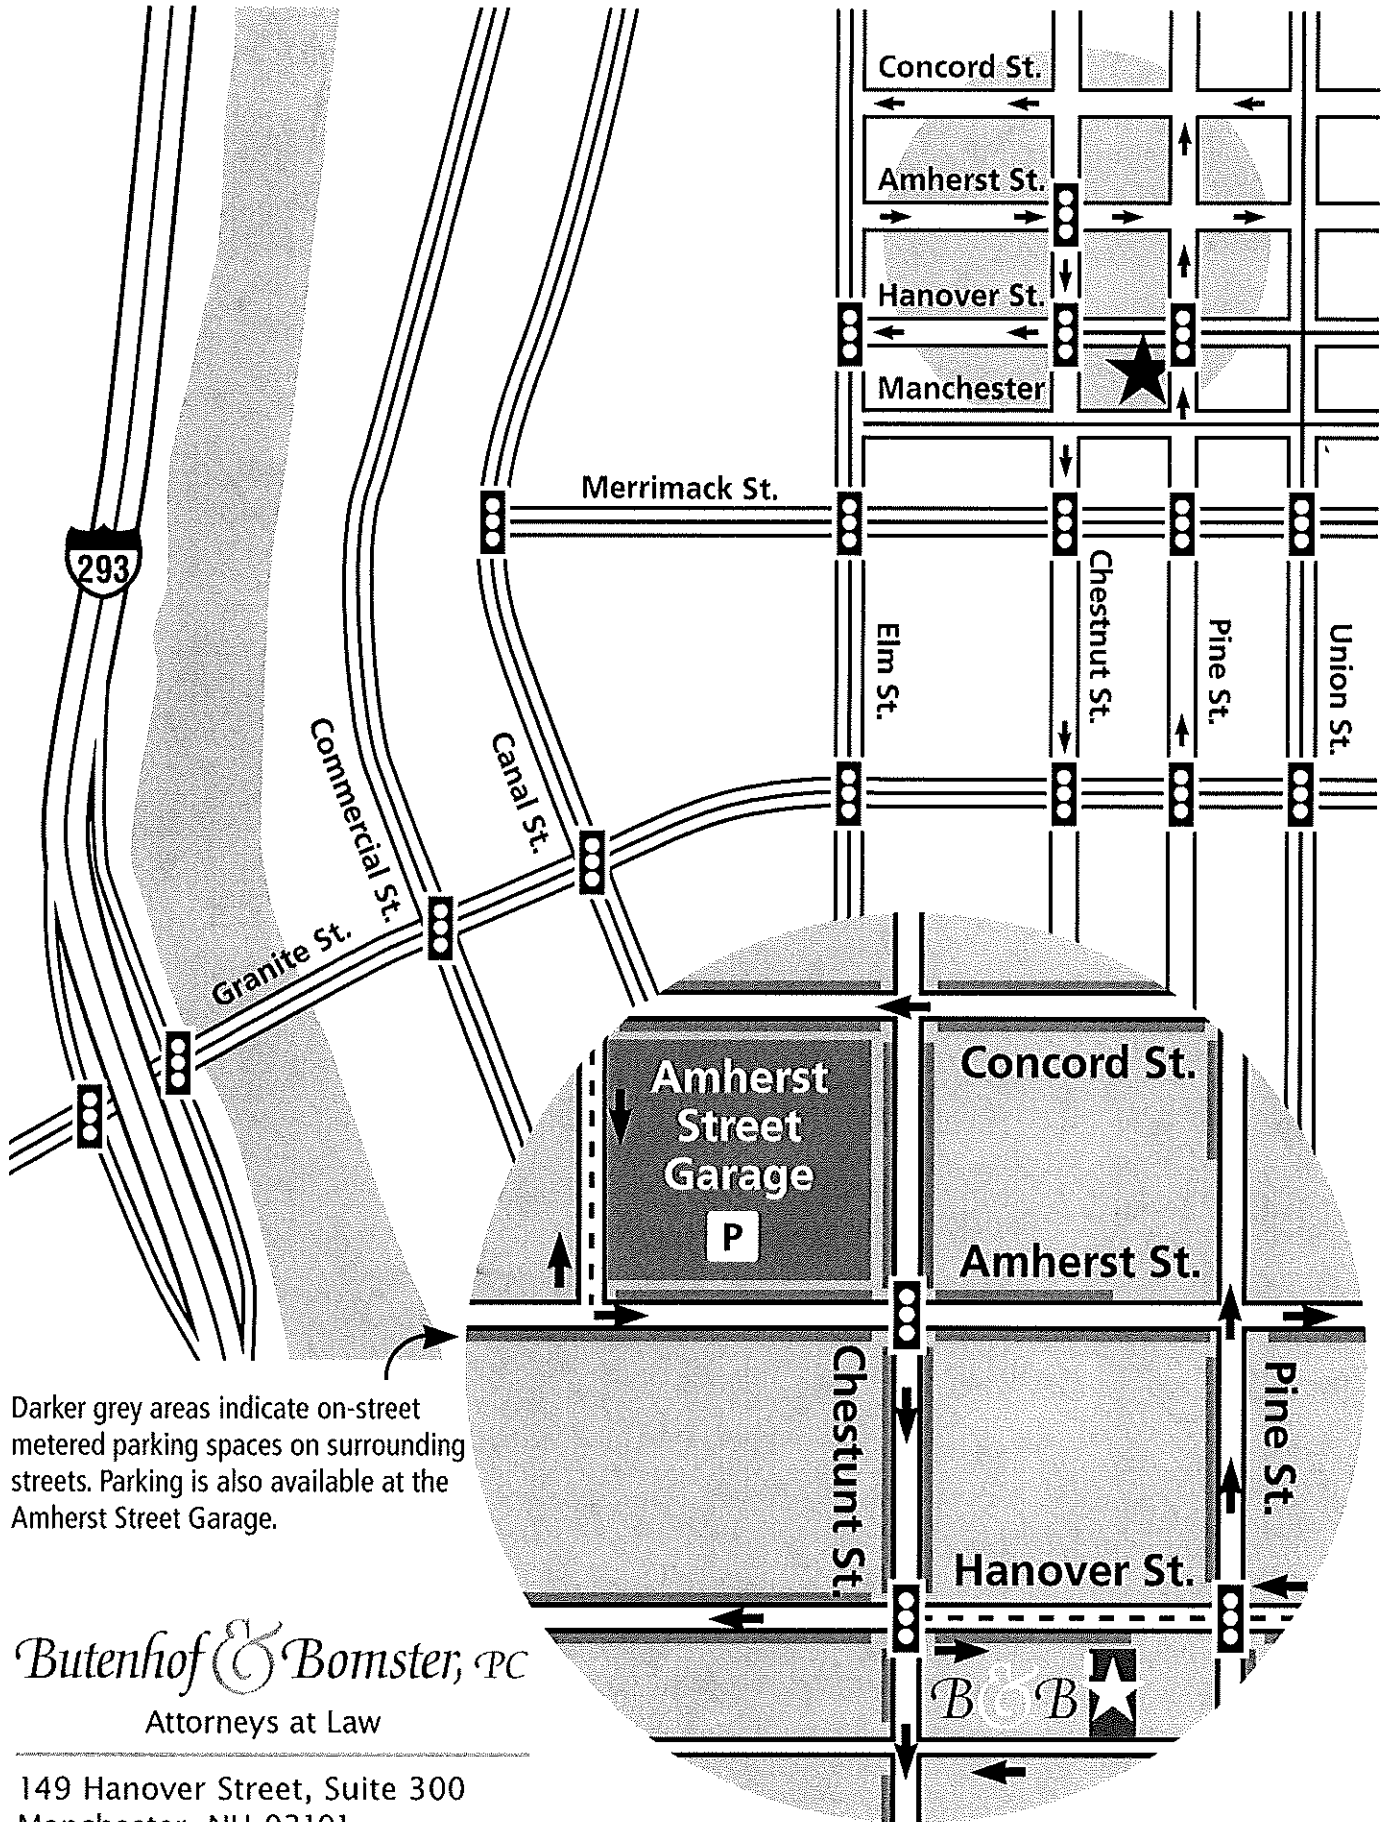 Concord St.
Amherst St.
Hanover St.
Manchester
Merrimack St.
293
Elm St.
Chestnut St.
Pine St.
Union St.
Commercial St.
Canal St.
Granite St.
Amherst
Street
Garage
P
Concord St.
Amherst St.
Chestunt St.
Pine St.
Hanover St.
B & B
Darker grey areas indicate on-street
metered parking spaces on surrounding
streets. Parking is also available at the
Amherst Street Garage.
Butenhof & Bomster, PC
Attorneys at Law
149 Hanover Street, Suite 300
Manchester, NH 03101